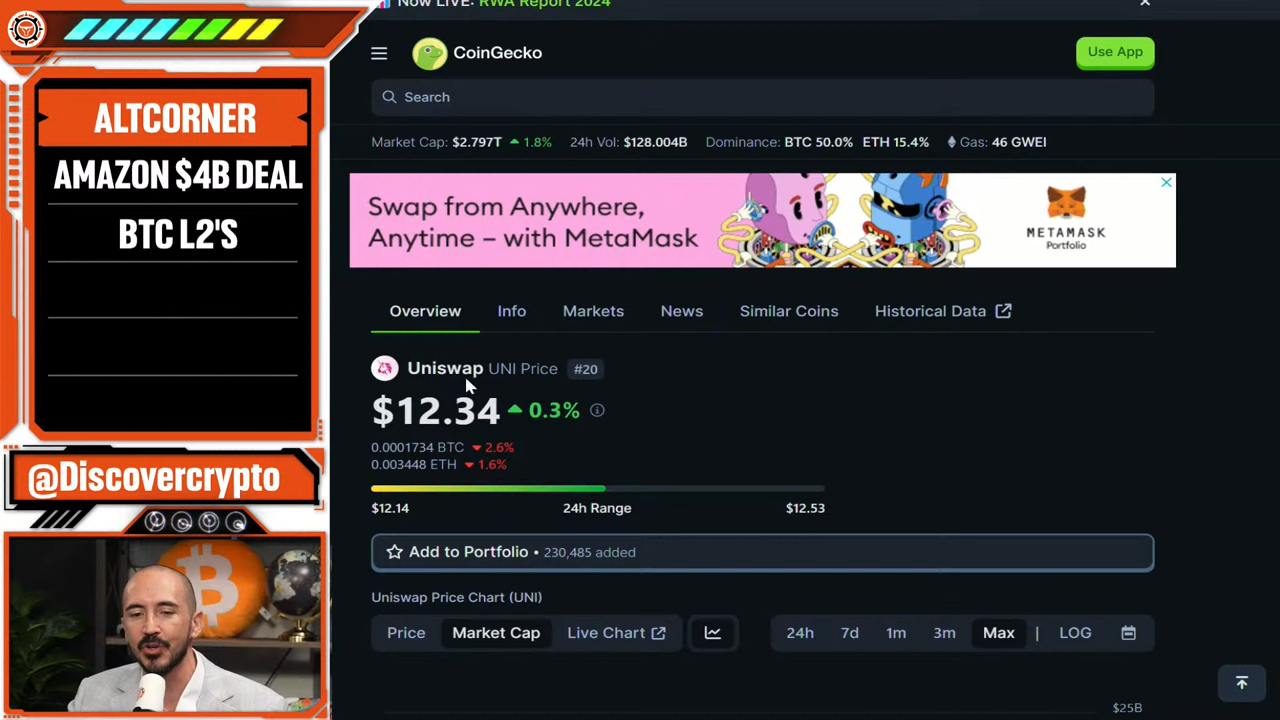 Now LIVE: RWA Report 2024
ALTCORNER
AMAZON $4B DEAL
BTC L2'S
@Discovercrypto
CoinGecko
Use App
Search
Market Cap: $2.797T 1.8% 24h Vol: $128.004B Dominance: BTC 50.0% ETH 15.4% Gas: 46 GWEI
Swap from Anywhere,
Anytime – with MetaMask
METAMASK
Portfolio
Overview Info Markets News Similar Coins Historical Data
Uniswap UNI Price #20
$12.34 0.3%
0.0001734 BTC 2.6%
0.003448 ETH 1.6%
$12.14 24h Range $12.53
Add to Portfolio • 230,485 added
Uniswap Price Chart (UNI)
Price Market Cap Live Chart 24h 7d 1m 3m Max | LOG
$25B